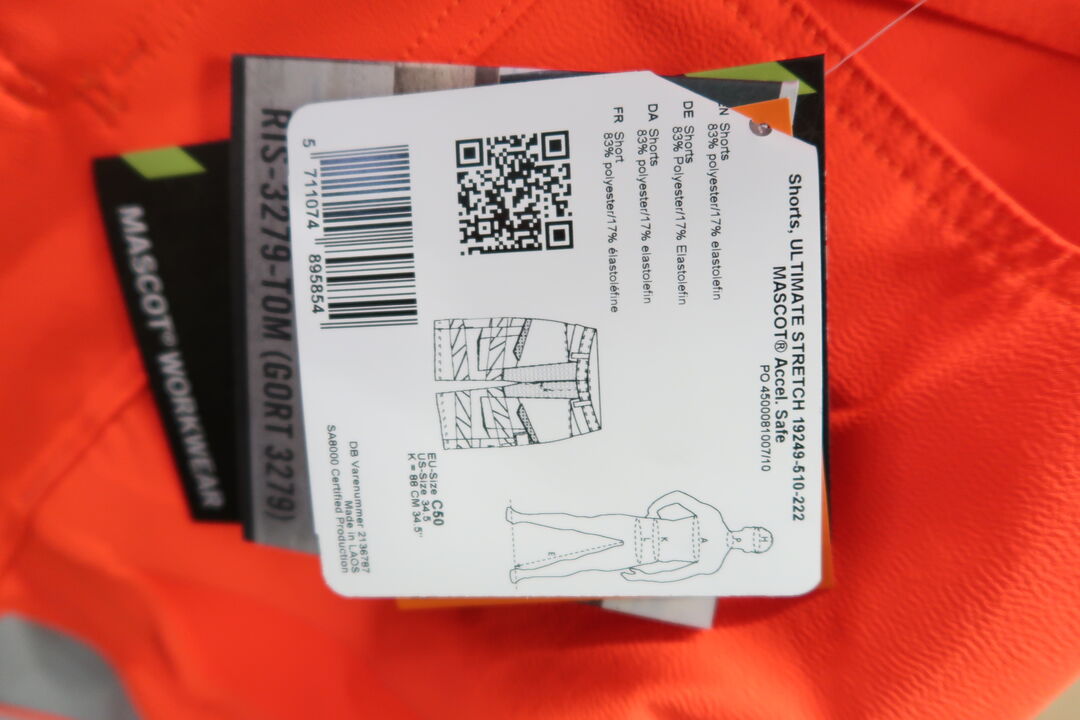 Shorts, ULTIMATE STRETCH 19249-510-222
MASCOT® Accel. Safe
PO 4500081007/10
EN Shorts
83% polyester/17% elastolefin
DE Shorts
83% Polyester/17% Elastolefin
DA Shorts
83% polyester/17% elastolefin
FR Short
83% polyester/17% élastoléfine
5 711074 895854
EU-Size C50
US-Size 34.5
K = 88 CM 34.5"
H
P
A
K
L
E
DB Varenummer 2136787
Made in LAOS
SA8000 Certified Production
RIS-3279-TOM (GORT 3279)
MASCOT® WORKWEAR